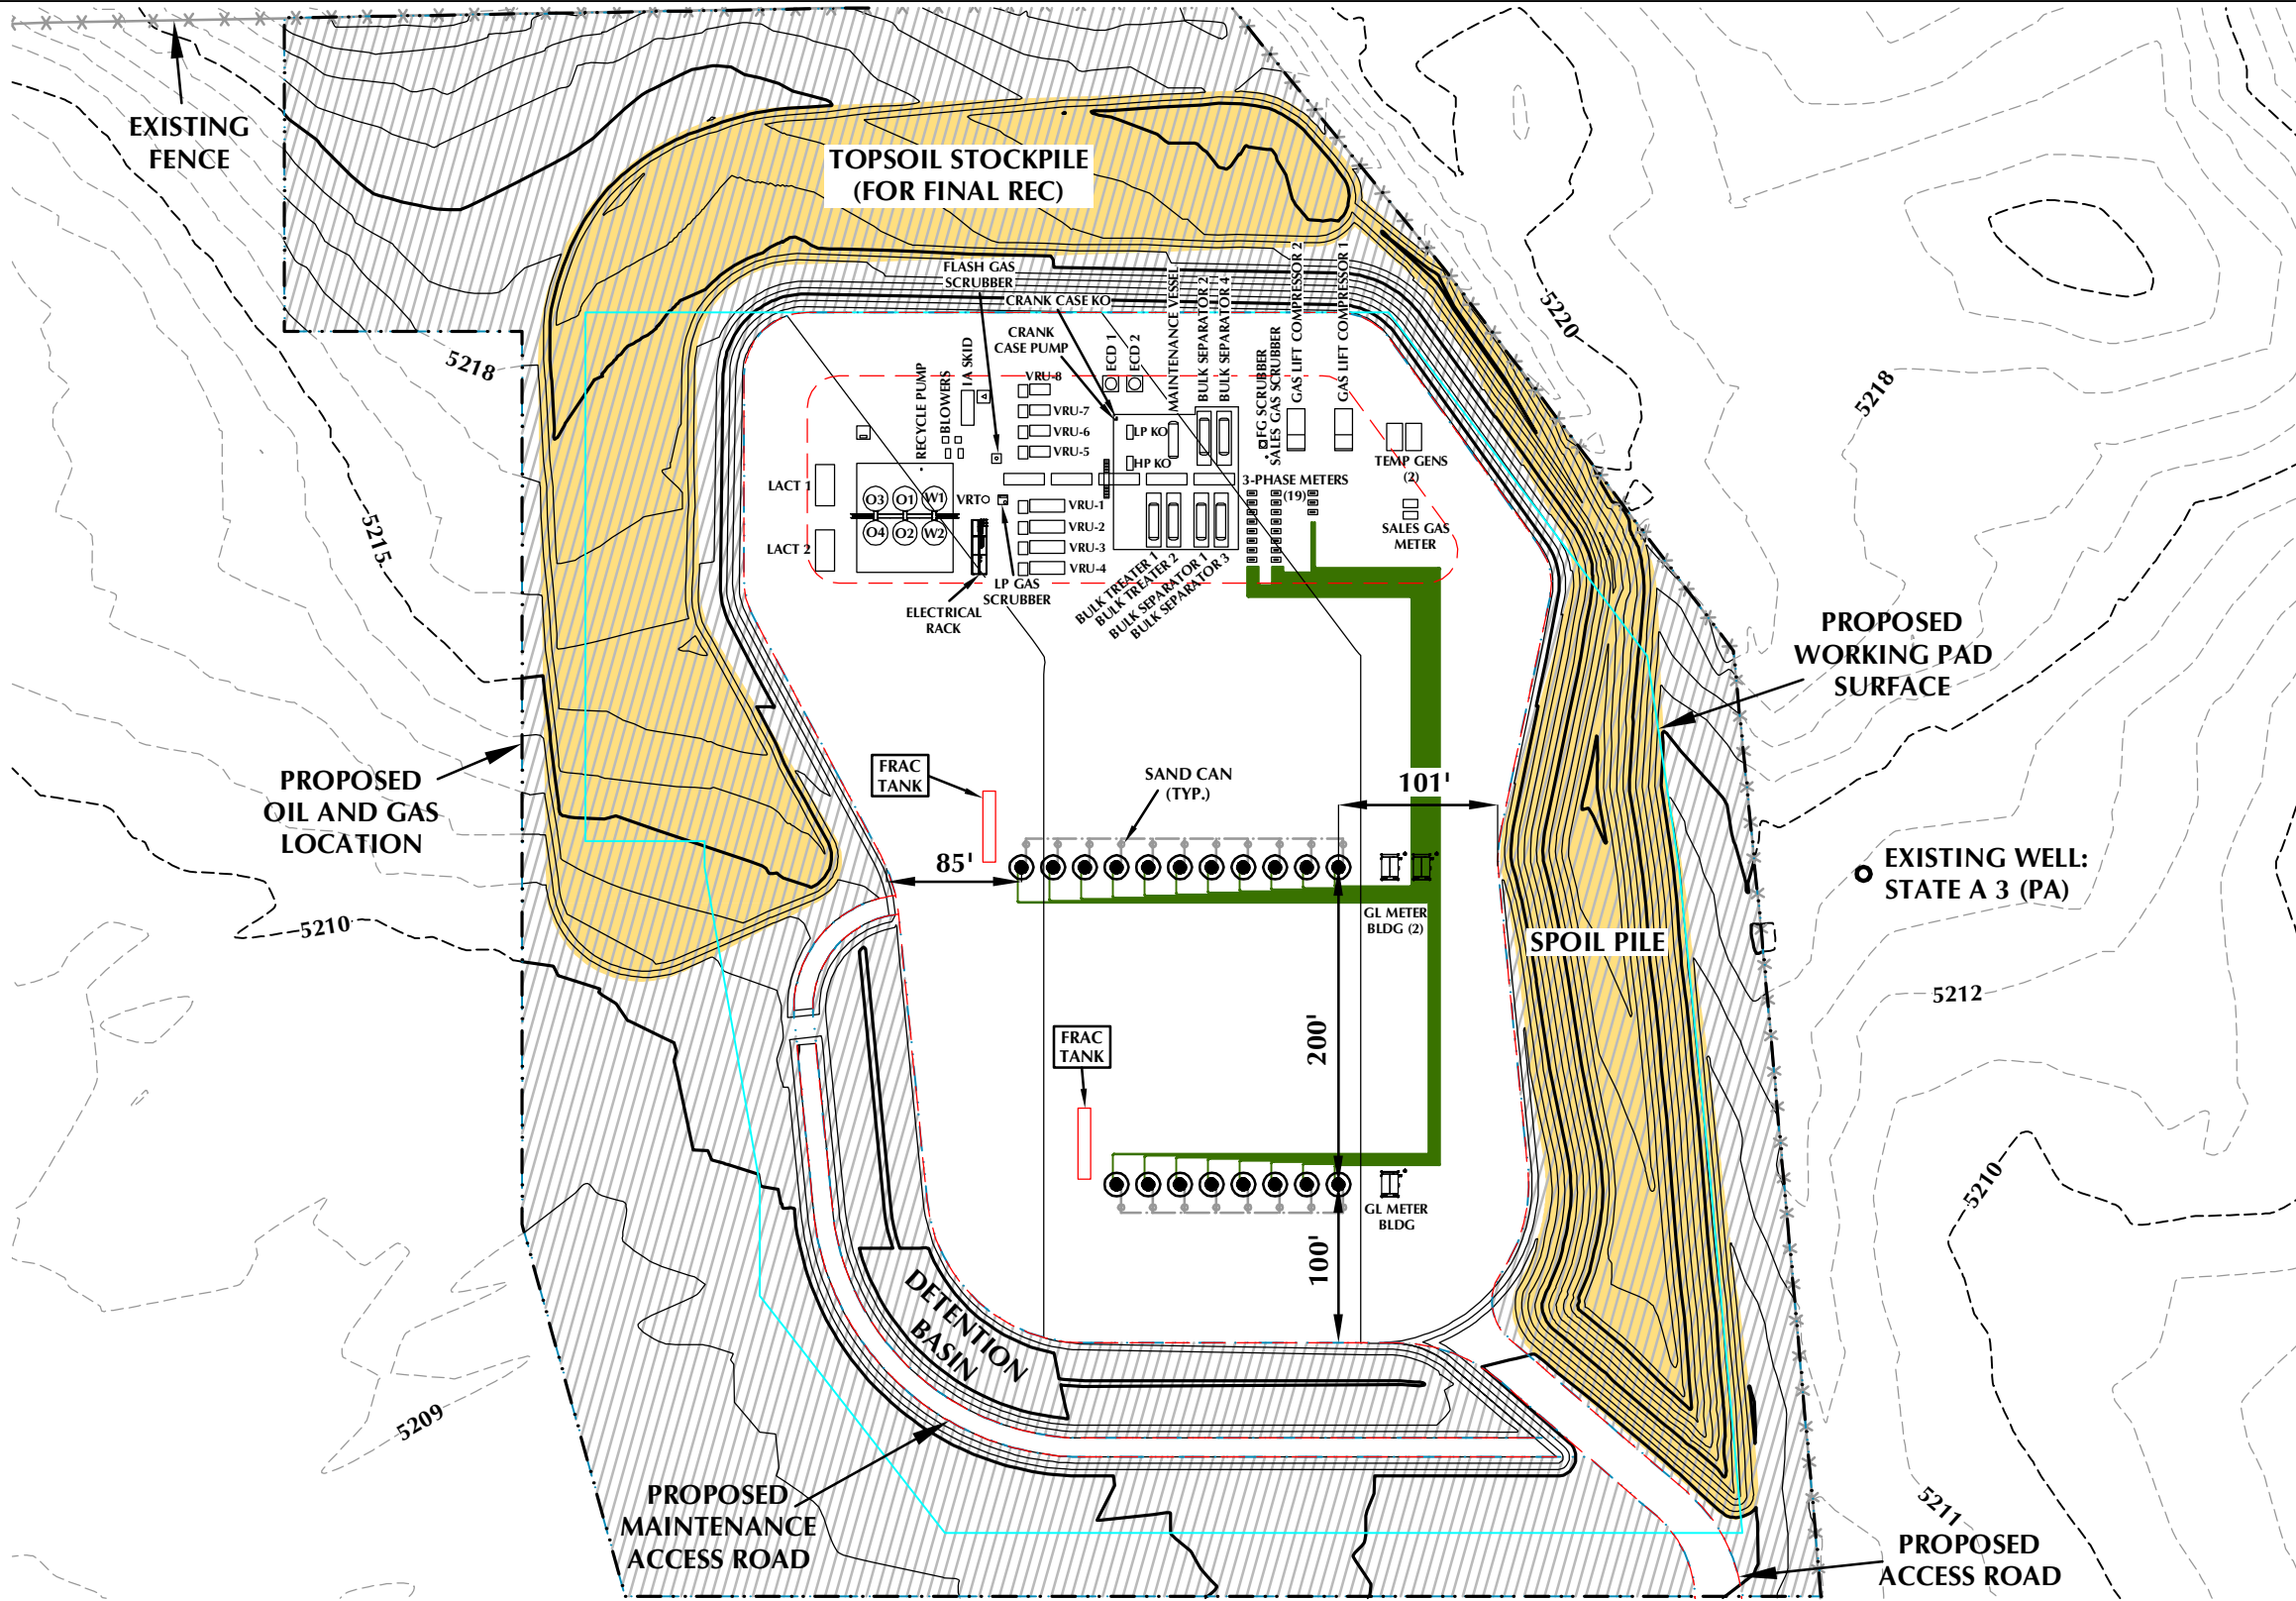 EXISTING
FENCE
TOPSOIL STOCKPILE
(FOR FINAL REC)
FLASH GAS
SCRUBBER
CRANK CASE KO
CRANK
CASE PUMP
ECD 1
ECD 2
MAINTENANCE VESSEL
BULK SEPARATOR 2
BULK SEPARATOR 4
FG SCRUBBER
SALES GAS SCRUBBER
GAS LIFT COMPRESSOR 2
GAS LIFT COMPRESSOR 1
5220
5218
5218
RECYCLE PUMP
BLOWERS
IA SKID
VRU-8
VRU-7
VRU-6
VRU-5
LP KO
HP KO
TEMP GENS
(2)
3-PHASE METERS
(19)
LACT 1
LACT 2
O3
O1
W1
O4
O2
W2
VRT
VRU-1
VRU-2
VRU-3
VRU-4
SALES GAS
METER
5215
LP GAS
SCRUBBER
ELECTRICAL
RACK
BULK TREATER 1
BULK TREATER 2
BULK SEPARATOR 1
BULK SEPARATOR 3
PROPOSED
WORKING PAD
SURFACE
PROPOSED
OIL AND GAS
LOCATION
FRAC
TANK
SAND CAN
(TYP.)
101'
85'
EXISTING WELL:
STATE A 3 (PA)
5210
GL METER
BLDG (2)
SPOIL PILE
5212
FRAC
TANK
200'
5210
GL METER
BLDG
100'
DETENTION
BASIN
5209
PROPOSED
MAINTENANCE
ACCESS ROAD
5211
PROPOSED
ACCESS ROAD